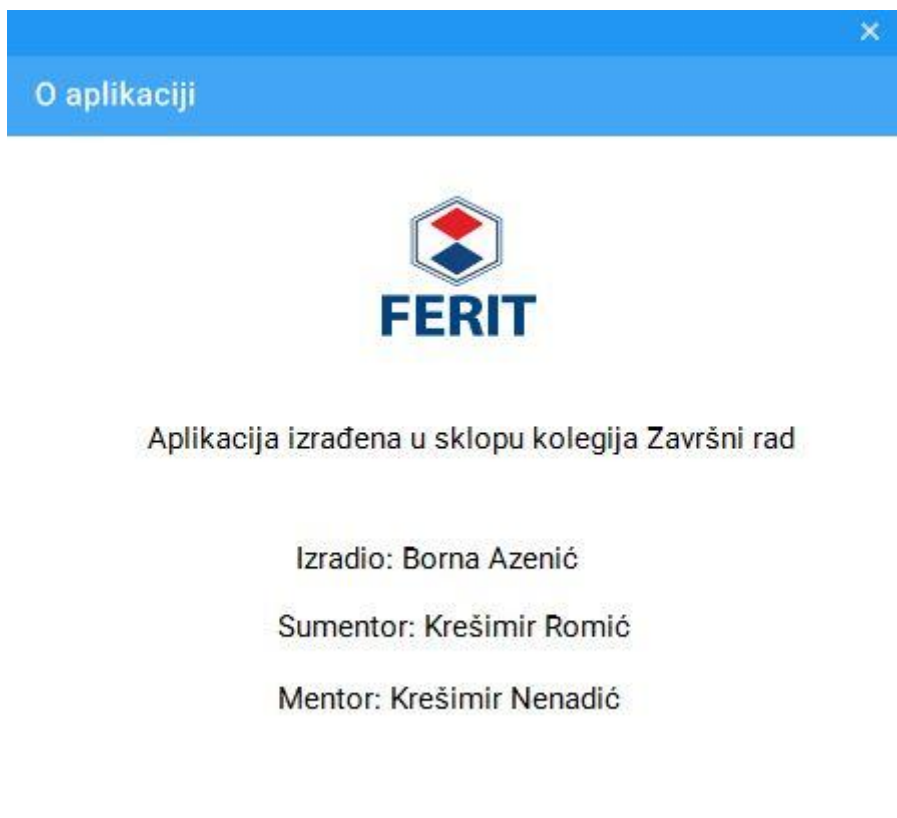 O aplikaciji
FERIT
Aplikacija izrađena u sklopu kolegija Završni rad
Izradio: Borna Azenić
Sumentor: Krešimir Romić
Mentor: Krešimir Nenadić